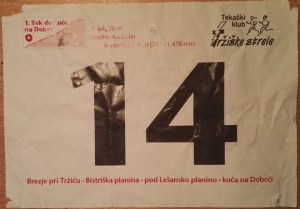 1. Tek do koče
na Dobrči
Tekaški
klub
Tržiške strele
14
Brezje pri Tržiču • Bistriška planina • pod Lešansko planino • koča na Dobrči